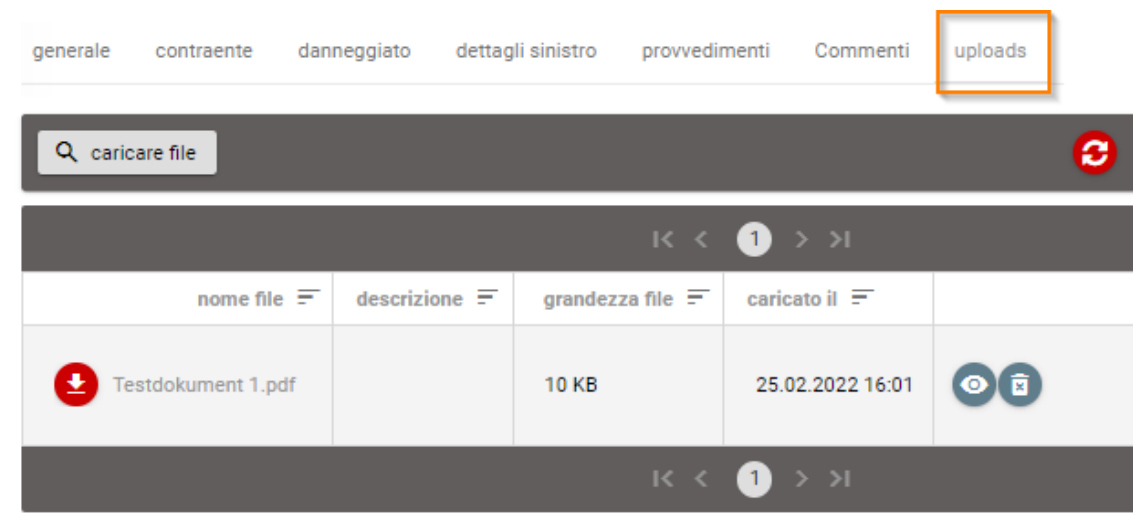 generale contraente danneggiato dettagli sinistro provvedimenti Commenti uploads
caricare file
1
nome file descrizione grandezza file caricato il
Testdokument 1.pdf 10 KB 25.02.2022 16:01
1